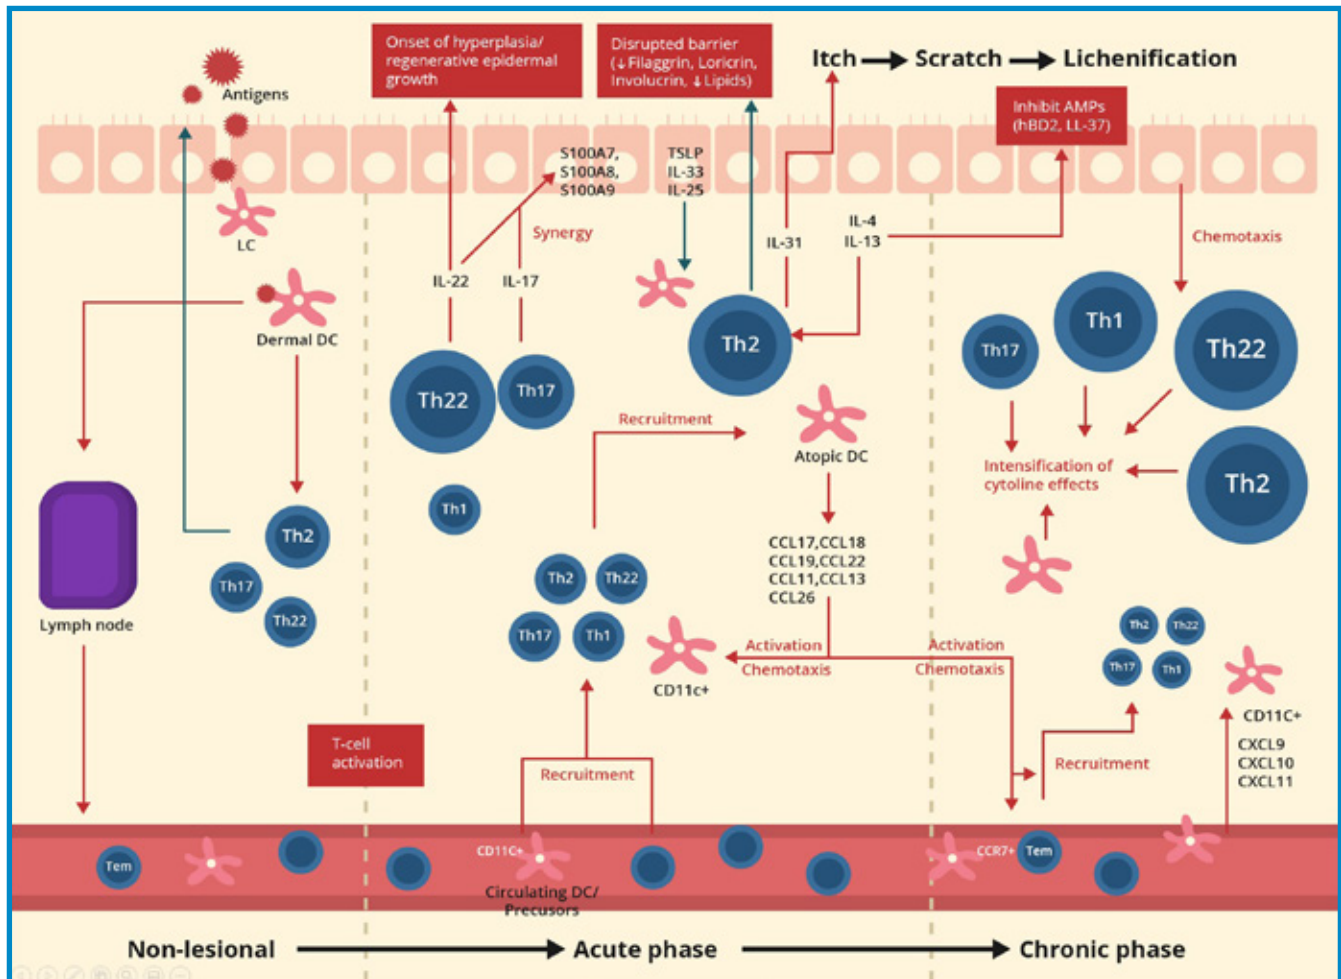 Onset of hyperplasia/
regenerative epidermal
growth
Disrupted barrier
(↓Filaggrin, Loricrin,
Involucrin, ↓Lipids)
Itch
Scratch
Lichenification
Inhibit AMPs
(hBD2, LL-37)
Antigens
LC
Dermal DC
Lymph node
Th2
Th17
Th22
S100A7,
S100A8,
S100A9
Synergy
IL-22
IL-17
Th22
Th17
Th1
TSLP
IL-33
IL-25
IL-31
IL-4
IL-13
Th2
Recruitment
Atopic DC
CCL17,CCL18
CCL19,CCL22
CCL11,CCL13
CCL26
Th2
Th22
Th17
Th1
CD11c+
Activation
Chemotaxis
Activation
Chemotaxis
T-cell
activation
Recruitment
Chemotaxis
Th17
Th1
Th22
Th2
Intensification of
cytoline effects
Th2
Th22
Th17
Th1
CD11C+
CXCL9
CXCL10
CXCL11
Recruitment
Tem
CD11C+
Circulating DC/
Precusors
CCR7+
Tem
Non-lesional
Acute phase
Chronic phase